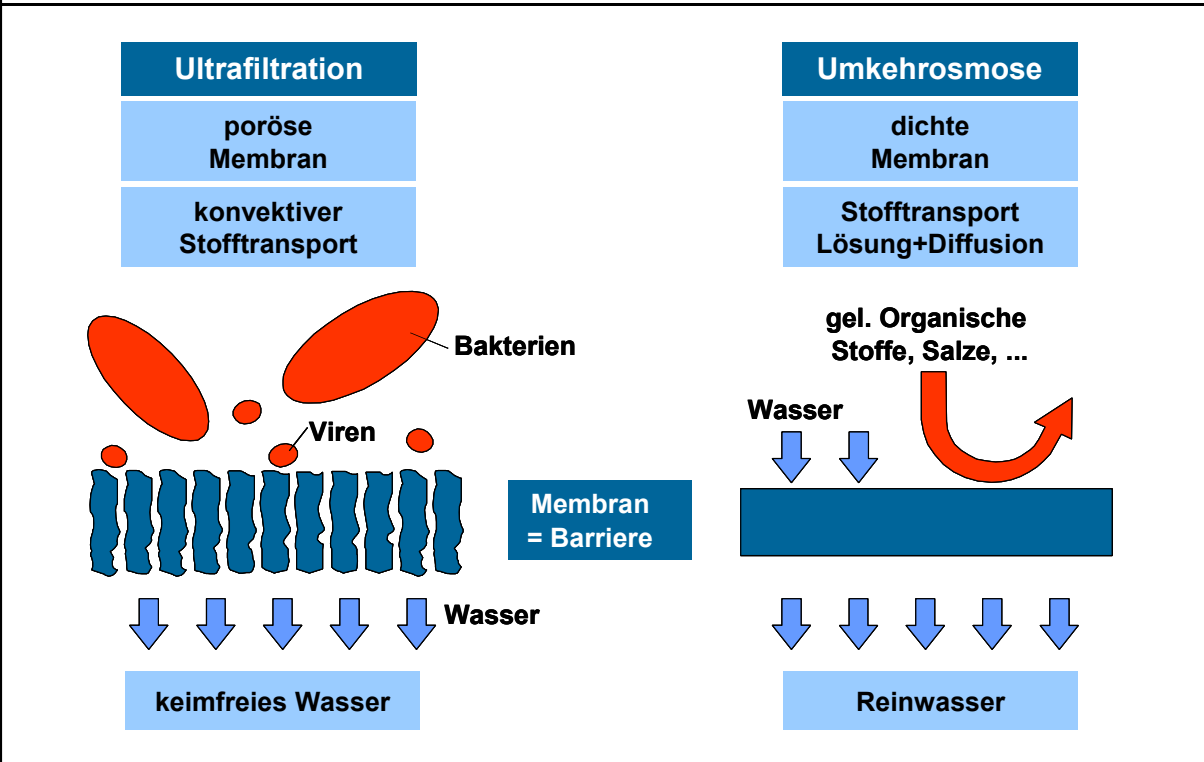 Ultrafiltration
poröse
Membran
konvektiver
Stofftransport
Bakterien
Viren
Wasser
keimfreies Wasser
Membran
= Barriere
Umkehrosmose
dichte
Membran
Stofftransport
Lösung+Diffusion
gel. Organische
Stoffe, Salze, ...
Wasser
Reinwasser